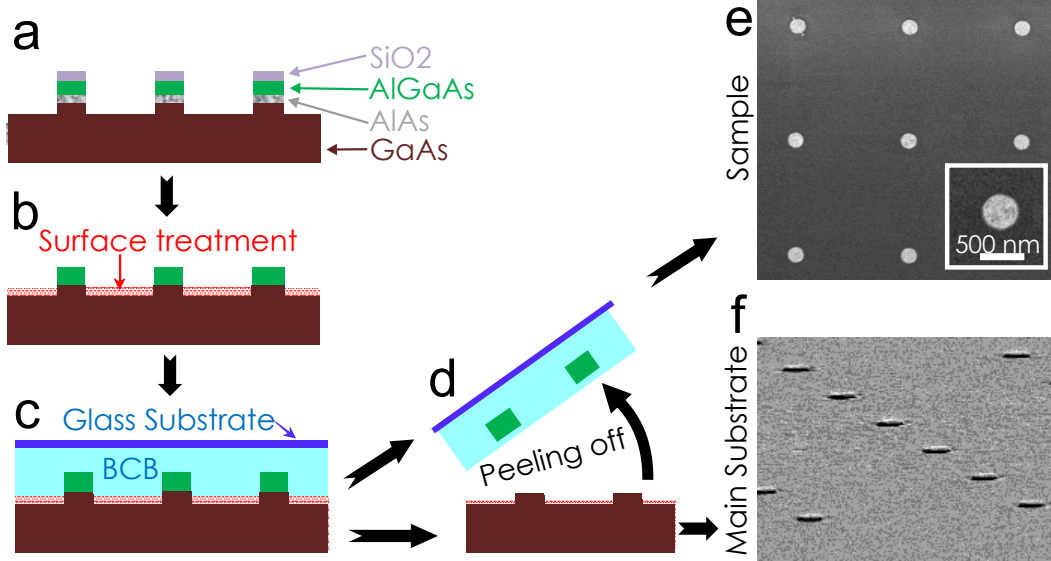 a
SiO2
AlGaAs
AlAs
GaAs
b
Surface treatment
c
Glass Substrate
BCB
d
Peeling off
e
Sample
500 nm
f
Main Substrate